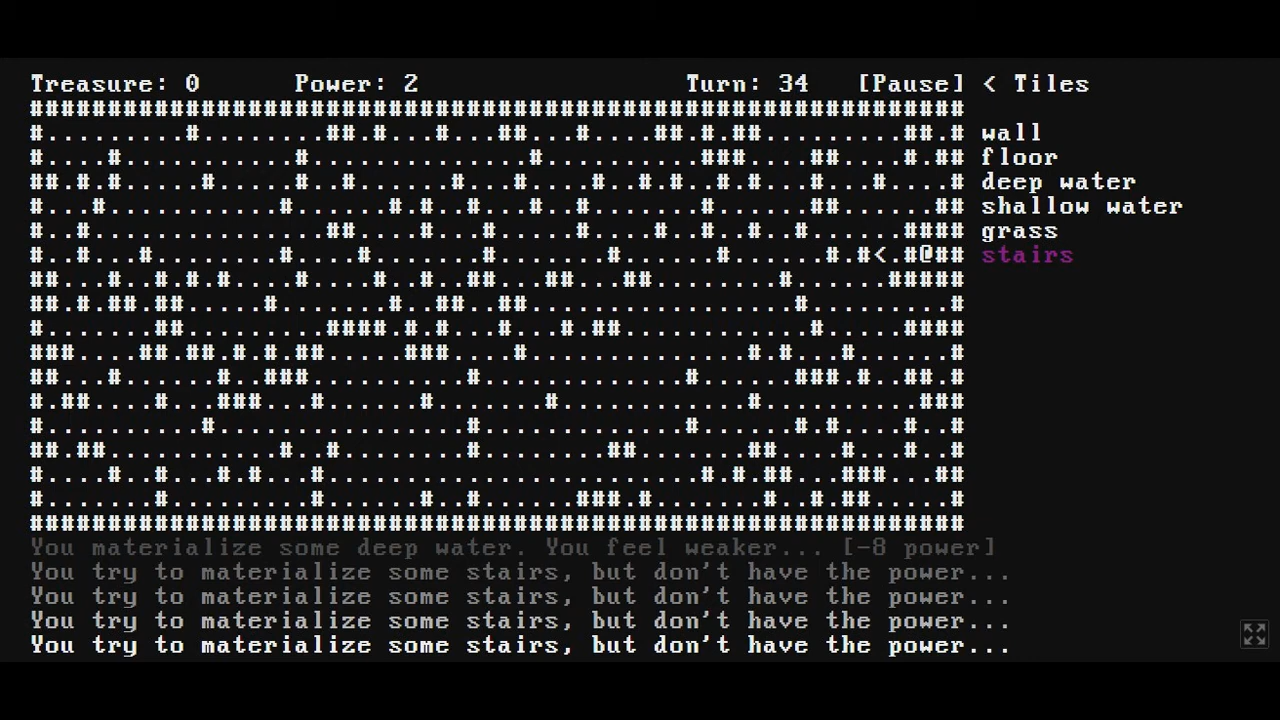 Treasure: 0      Power: 2                 Turn: 34   [Pause] < Tiles
############################################################
#.........#........##.#...#...##...#....##.#.##.........##.# wall
#....#...........#..............#..........###....##....#.## floor
##.#.#.....#.....#..#......#...#....#..#.#..#.#...#...#....# deep water
#...#...........#......#.#..#...#..#.......#......##......## shallow water
#..#...............##....#...#.....#....#..#.#...#......#### grass
#..#...#........#....#.......#.......#......#......#.#<.#@## stairs
##...#..#.#.#....#....#..#..##...##...##........#......#####
##.#.##.##.....#.......#..##..##.................#.........#
#.......##.........####.#.#...#...#.##............#.....####
###....##.##.#.#.##.....###....#..............#.#...#......#
##...#......#..###..........#.............#......###.#..##.#
#.##....#...###...#......#.......#............#..........###
#..........#................#.............#......#.#....#..#
##.##...........#..#........#........##.......##....#...#..#
#....#..#...#.#...#........................#.#.##...###...##
#.......#.........#......#..#......###.#.......#..#.##.....#
############################################################
You materialize some deep water. You feel weaker... [-8 power]
You try to materialize some stairs, but don't have the power...
You try to materialize some stairs, but don't have the power...
You try to materialize some stairs, but don't have the power...
You try to materialize some stairs, but don't have the power...